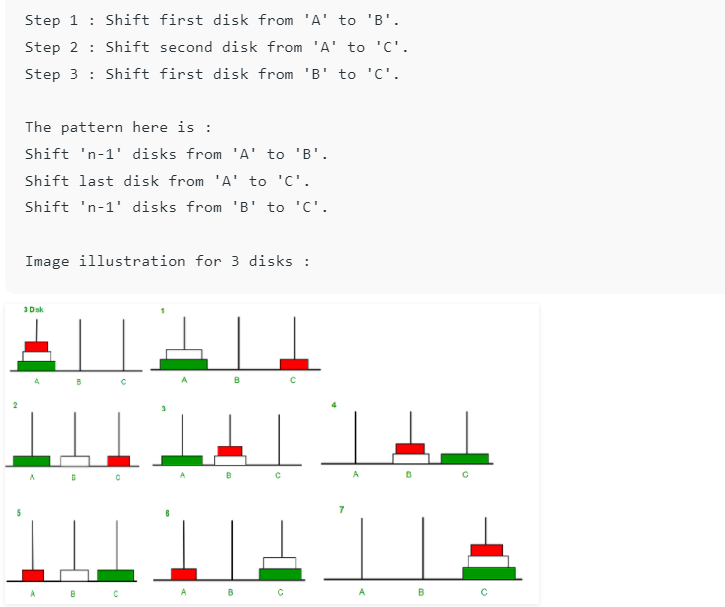 Step 1 : Shift first disk from 'A' to 'B'.
Step 2 : Shift second disk from 'A' to 'C'.
Step 3 : Shift first disk from 'B' to 'C'.
The pattern here is :
Shift 'n-1' disks from 'A' to 'B'.
Shift last disk from 'A' to 'C'.
Shift 'n-1' disks from 'B' to 'C'.
Image illustration for 3 disks :
3 Disk
A B C
1
A B C
2
A B C
3
A B C
4
A B C
5
A B C
6
A B C
7
A B C